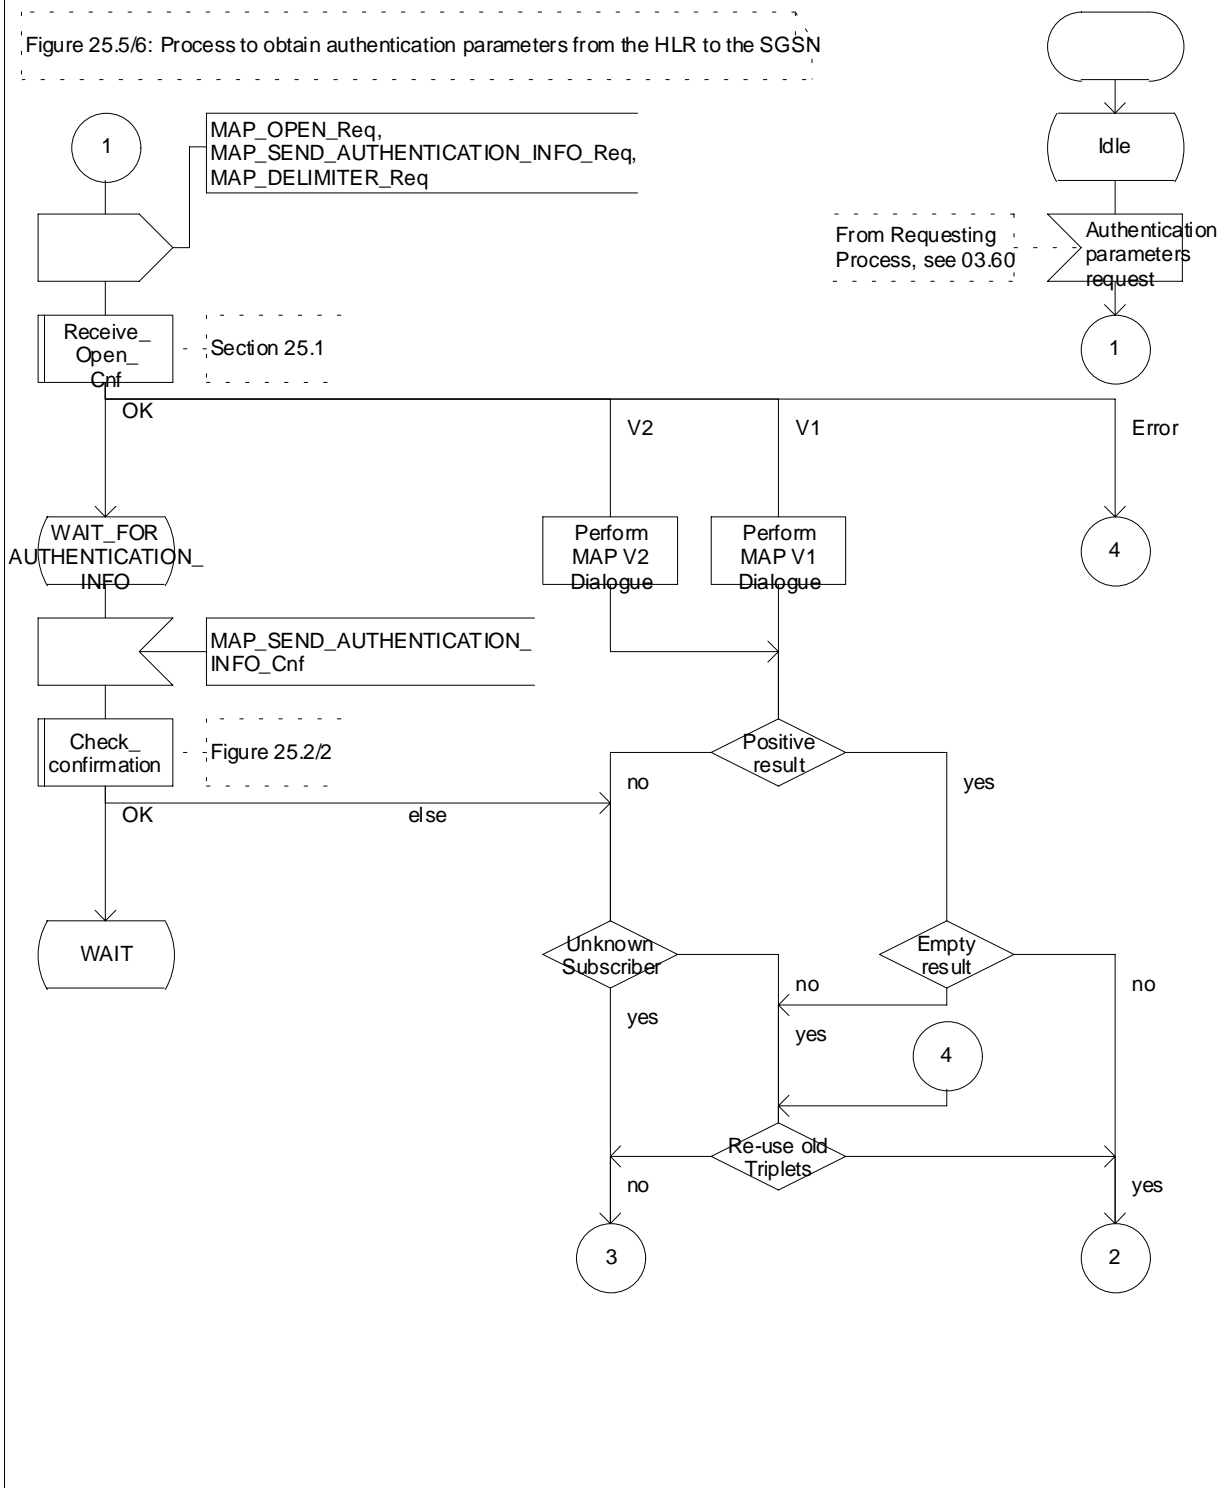 Figure 25.5/6: Process to obtain authentication parameters from the HLR to the SGSN
1
MAP_OPEN_Req,
MAP_SEND_AUTHENTICATION_INFO_Req,
MAP_DELIMITER_Req
Idle
From Requesting
Process, see 03.60
Authentication
parameters
request
Receive_
Open_
Cnf
Section 25.1
1
OK
V2
V1
Error
WAIT_FOR
AUTHENTICATION_
INFO
Perform
MAP V2
Dialogue
Perform
MAP V1
Dialogue
4
MAP_SEND_AUTHENTICATION_
INFO_Cnf
Check_
confirmation
Figure 25.2/2
Positive
result
no
yes
OK
else
WAIT
Unknown
Subscriber
Empty
result
no
no
yes
yes
4
Re-use old
Triplets
no
yes
3
2